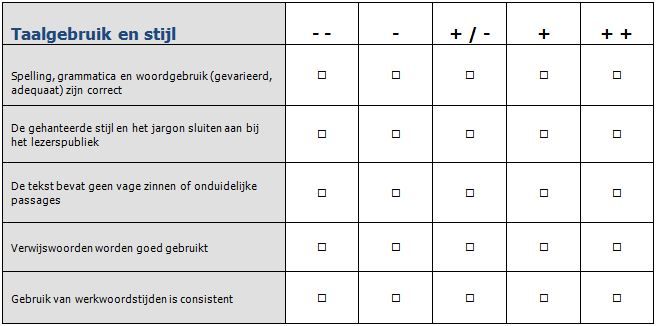 Taalgebruik en stijl - - - + / - + + +
Spelling, grammatica en woordgebruik (gevarieerd,
adequaat) zijn correct
De gehanteerde stijl en het jargon sluiten aan bij
het lezerspubliek
De tekst bevat geen vage zinnen of onduidelijke
passages
Verwijswoorden worden goed gebruikt
Gebruik van werkwoordstijden is consistent